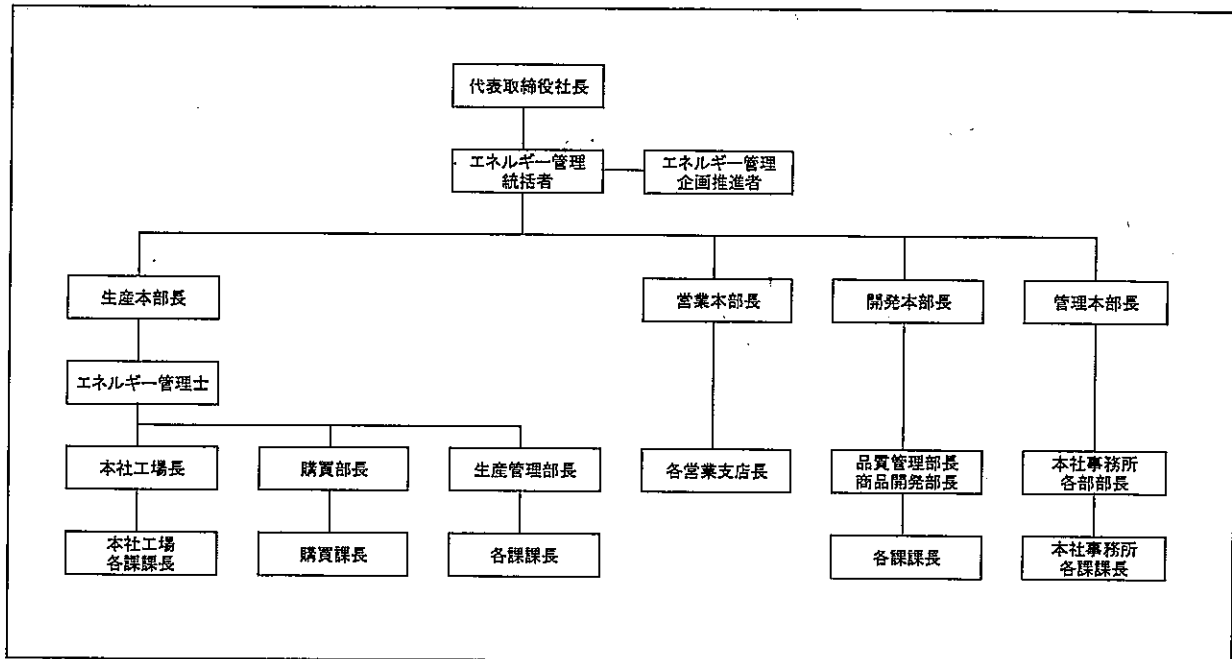 代表取締役社長
エネルギー管理
統括者
エネルギー管理
企画推進者
生産本部長
営業本部長
開発本部長
管理本部長
エネルギー管理士
本社工場長
購買部長
生産管理部長
各営業支店長
品質管理部長
商品開発部長
本社事務所
各部部長
本社工場
各課課長
購買課長
各課課長
各課課長
本社事務所
各課課長